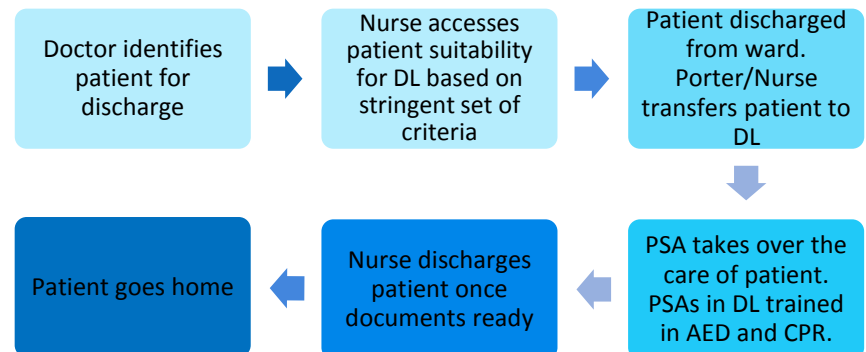 Doctor identifies
patient for
discharge
Nurse accesses
patient suitability
for DL based on
stringent set of
criteria
Patient discharged
from ward.
Porter/Nurse
transfers patient to
DL
PSA takes over the
care of patient.
PSAs in DL trained
in AED and CPR.
Nurse discharges
patient once
documents ready
Patient goes home